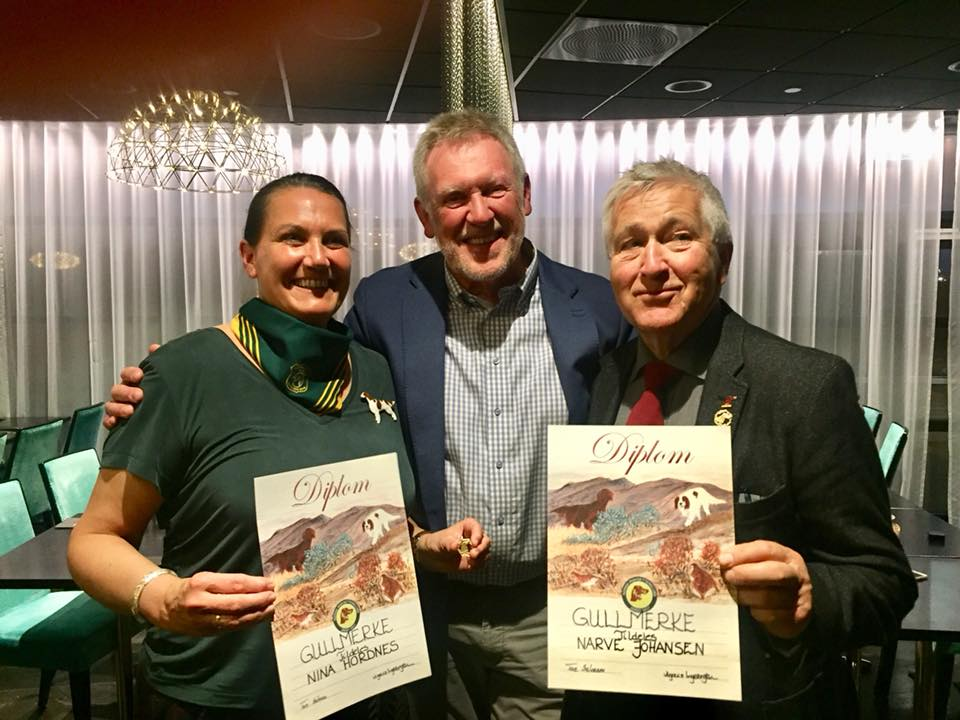 Diplom
GULLMERKE
Tildeles
NINA HORDNES
Diplom
GULLMERKE
Tildeles
NARVE JOHANSEN